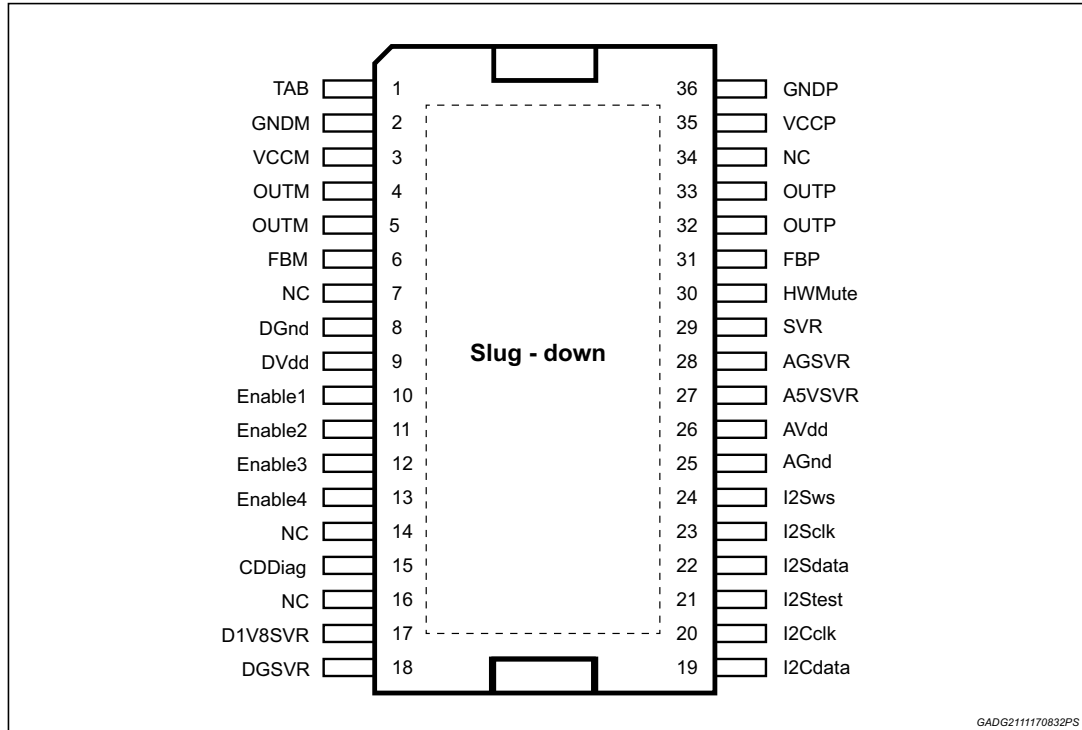 TAB 1 36 GNDP
GNDM 2 35 VCCP
VCCM 3 34 NC
OUTM 4 33 OUTP
OUTM 5 32 OUTP
FBM 6 31 FBP
NC 7 30 HWMute
DGnd 8 29 SVR
Slug - down
DVdd 9 28 AGSVR
Enable1 10 27 A5VSVR
Enable2 11 26 AVdd
Enable3 12 25 AGnd
Enable4 13 24 I2Sws
NC 14 23 I2Sclk
CDDiag 15 22 I2Sdata
NC 16 21 I2Stest
D1V8SVR 17 20 I2Cclk
DGSVR 18 19 I2Cdata
GADG2111170832PS